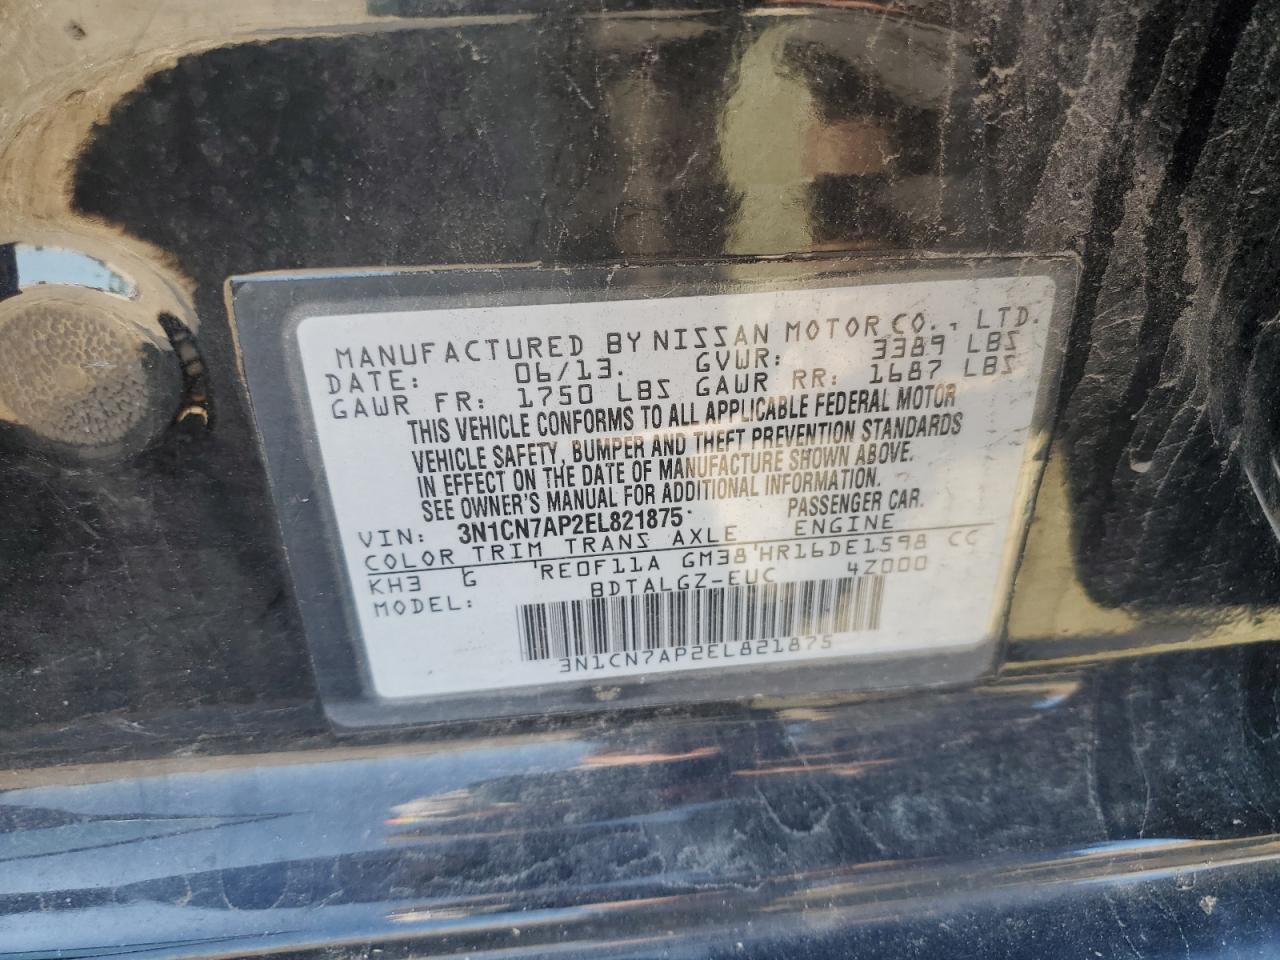 MANUFACTURED BY NISSAN MOTOR CO., LTD.
DATE: 06/13. GVWR: 3389 LBS
GAWR FR: 1750 LBS GAWR RR: 1687 LBS
THIS VEHICLE CONFORMS TO ALL APPLICABLE FEDERAL MOTOR
VEHICLE SAFETY, BUMPER AND THEFT PREVENTION STANDARDS
IN EFFECT ON THE DATE OF MANUFACTURE SHOWN ABOVE.
SEE OWNER'S MANUAL FOR ADDITIONAL INFORMATION.
VIN: 3N1CN7AP2EL821875 PASSENGER CAR.
COLOR TRIM TRANS AXLE ENGINE
KH3 G RE0F11A GM38 HR16DE1598 CC
MODEL: BDTALGZ-EUC 4Z000
3N1CN7AP2EL821875